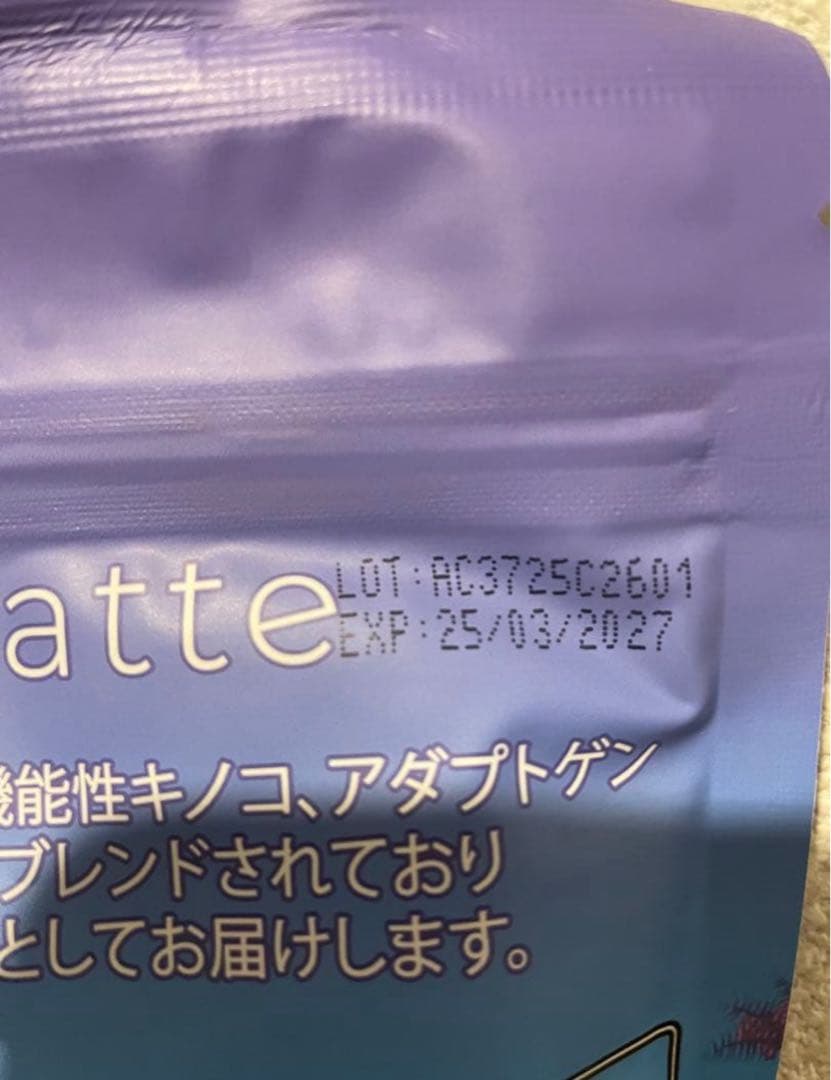 atte
LOT:AC3725C2601
EXP:25/03/2027
機能性キノコ、アダプトゲン
ブレンドされており
としてお届けします。